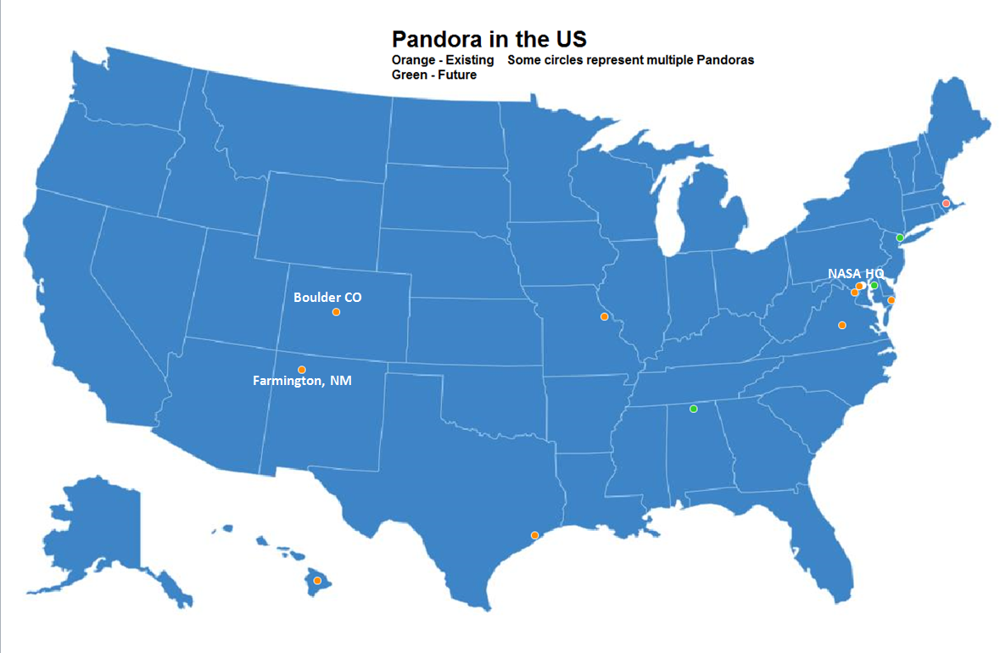 Pandora in the US
Orange - Existing    Some circles represent multiple Pandoras
Green - Future
NASA HQ
Boulder CO
Farmington, NM